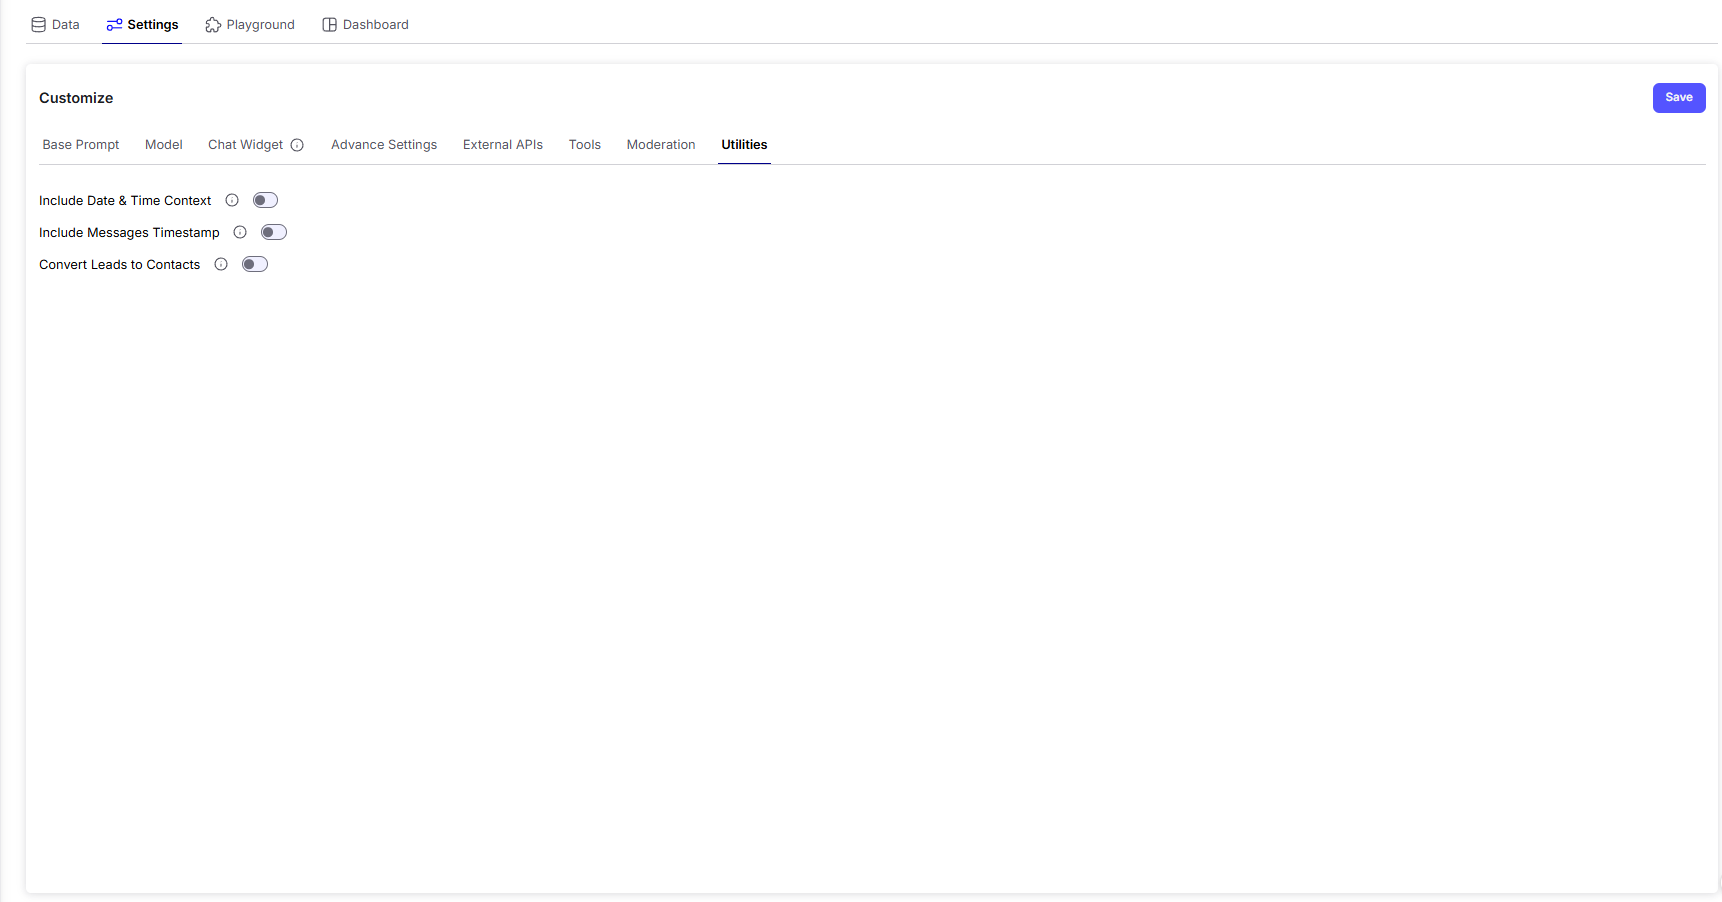 Data Settings Playground Dashboard
Customize Save
Base Prompt Model Chat Widget Advance Settings External APIs Tools Moderation Utilities
Include Date & Time Context
Include Messages Timestamp
Convert Leads to Contacts